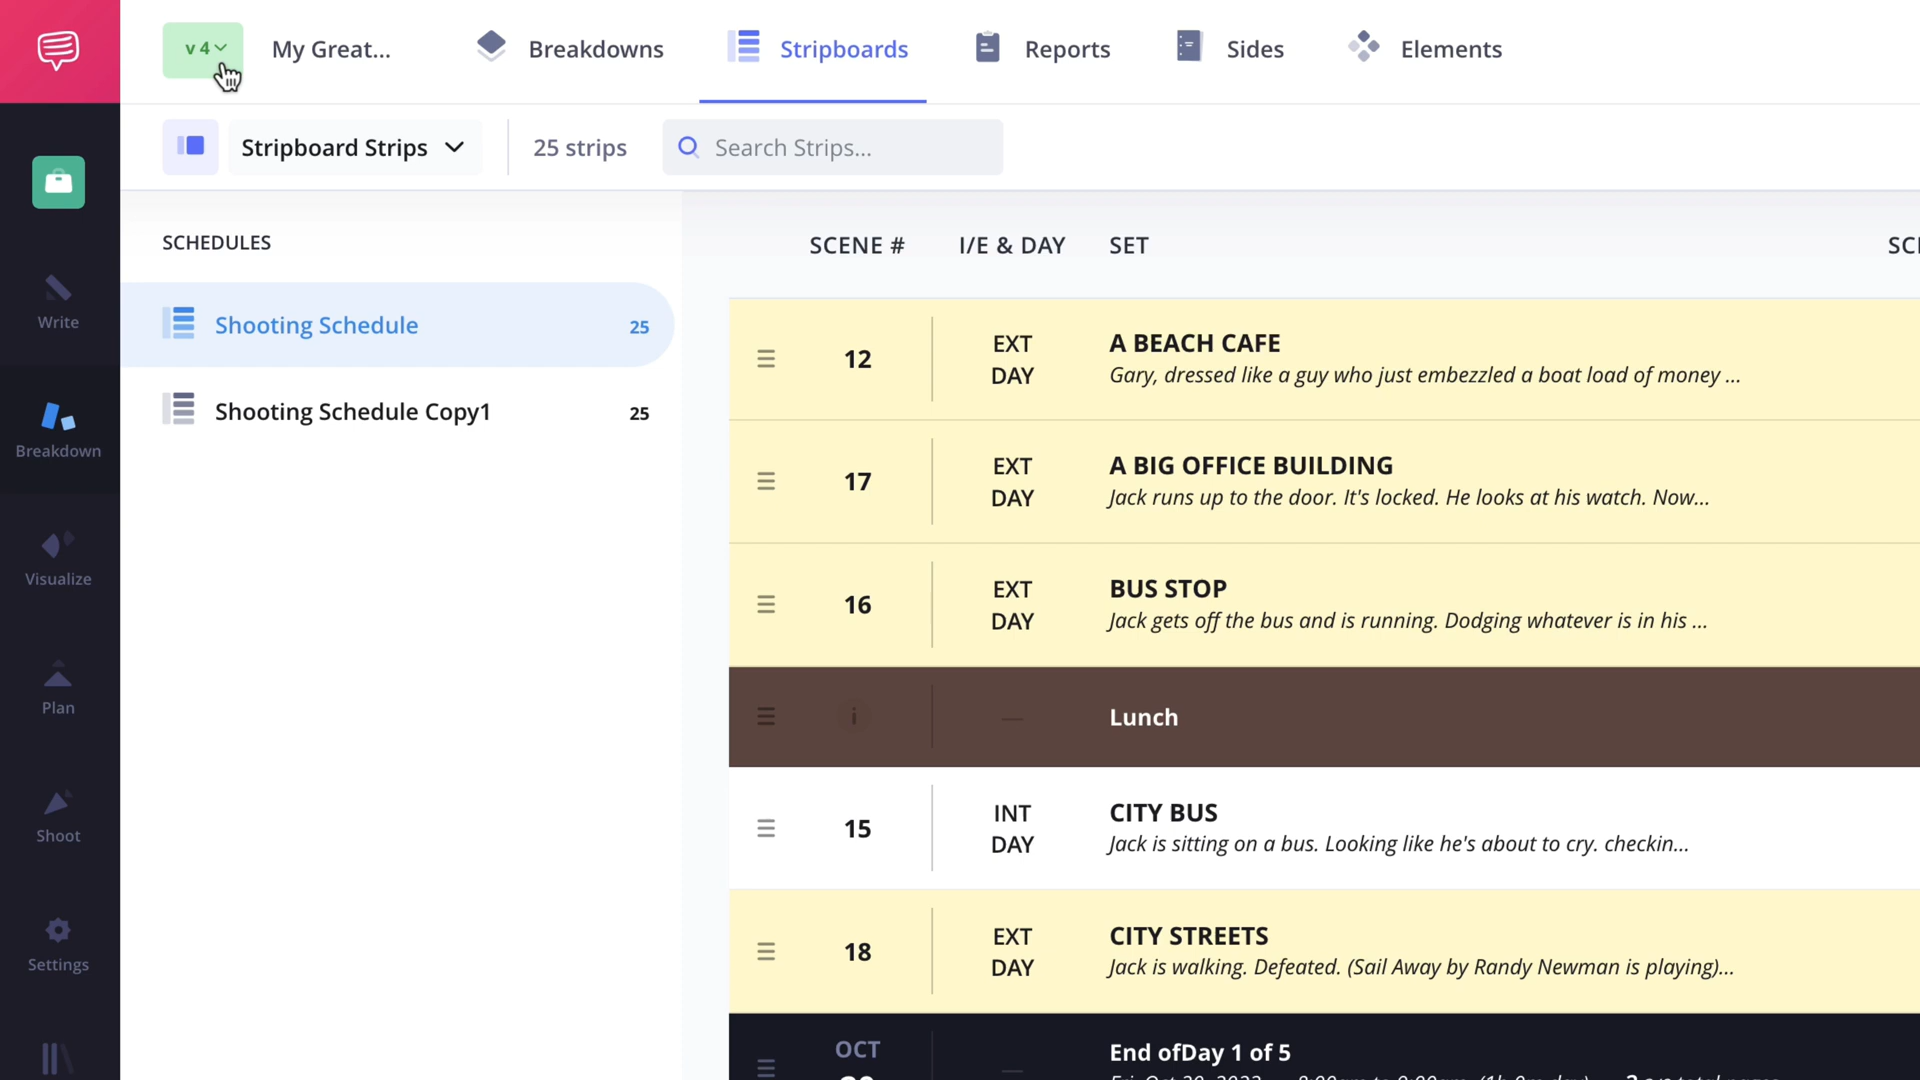 v 4
My Great...
Breakdowns
Stripboards
Reports
Sides
Elements
Stripboard Strips
25 strips
Search Strips...
Write
Breakdown
Visualize
Plan
Shoot
Settings
SCHEDULES
Shooting Schedule 25
Shooting Schedule Copy1 25
SCENE # I/E & DAY SET
12 EXT DAY A BEACH CAFE
Gary, dressed like a guy who just embezzled a boat load of money ...
17 EXT DAY A BIG OFFICE BUILDING
Jack runs up to the door. It's locked. He looks at his watch. Now...
16 EXT DAY BUS STOP
Jack gets off the bus and is running. Dodging whatever is in his ...
i — Lunch
15 INT DAY CITY BUS
Jack is sitting on a bus. Looking like he's about to cry. checkin...
18 EXT DAY CITY STREETS
Jack is walking. Defeated. (Sail Away by Randy Newman is playing)...
OCT — End ofDay 1 of 5